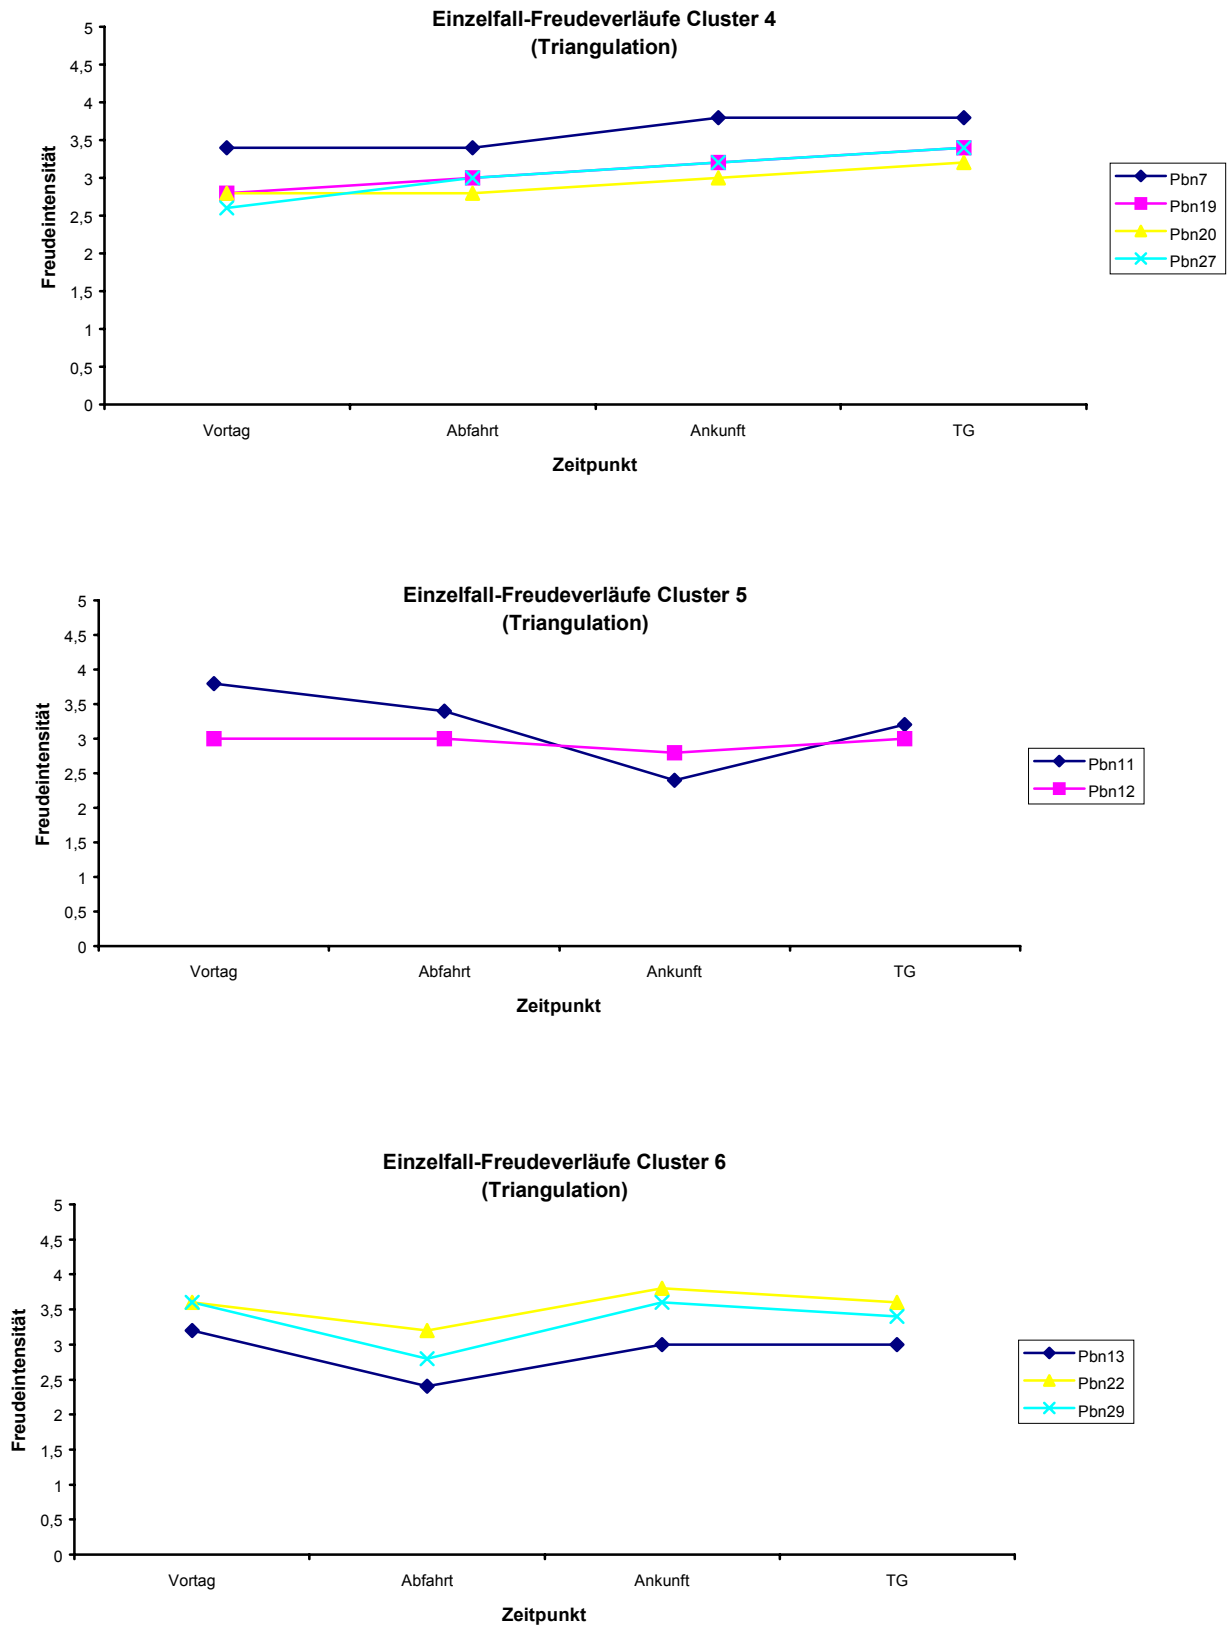 Einzelfall-Freudeverläufe Cluster 4
(Triangulation)
5
4,5
4
3,5
3
2,5
2
1,5
1
0,5
0
Freudeintensität
Vortag Abfahrt Ankunft TG
Zeitpunkt
Pbn7
Pbn19
Pbn20
Pbn27
Einzelfall-Freudeverläufe Cluster 5
(Triangulation)
5
4,5
4
3,5
3
2,5
2
1,5
1
0,5
0
Freudeintensität
Vortag Abfahrt Ankunft TG
Zeitpunkt
Pbn11
Pbn12
Einzelfall-Freudeverläufe Cluster 6
(Triangulation)
5
4,5
4
3,5
3
2,5
2
1,5
1
0,5
0
Freudeintensität
Vortag Abfahrt Ankunft TG
Zeitpunkt
Pbn13
Pbn22
Pbn29